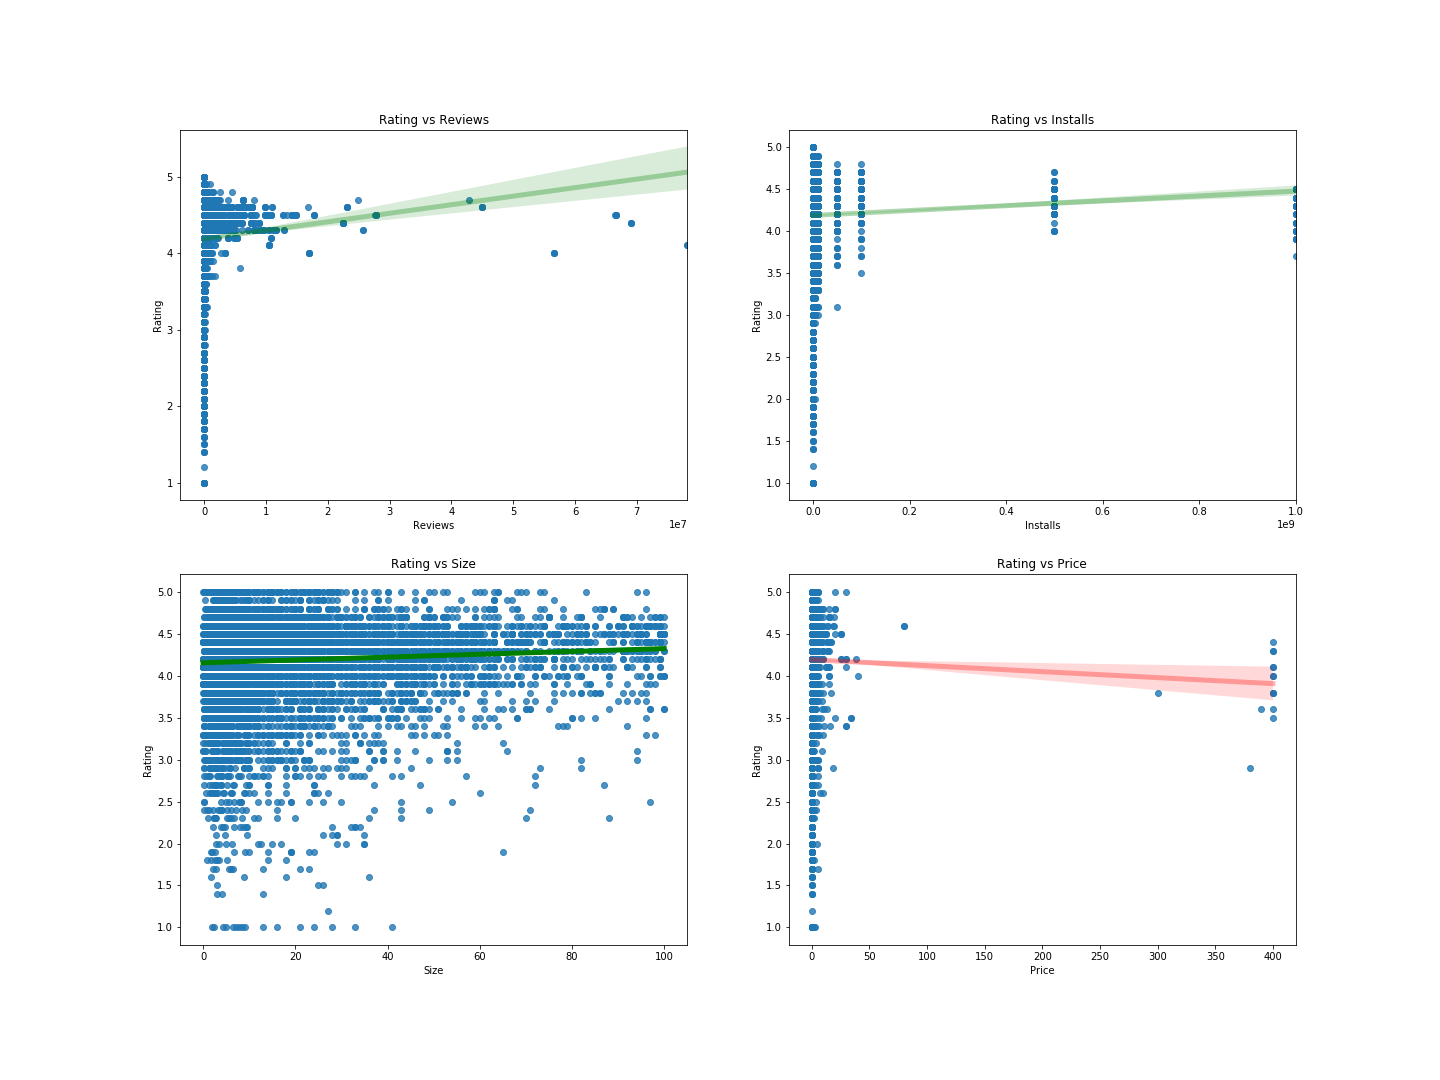 Rating vs Reviews
Rating
5
4
3
2
1
0 1 2 3 4 5 6 7
1e7
Reviews
Rating vs Installs
Rating
5.0
4.5
4.0
3.5
3.0
2.5
2.0
1.5
1.0
0.0 0.2 0.4 0.6 0.8 1.0
1e9
Installs
Rating vs Size
Rating
5.0
4.5
4.0
3.5
3.0
2.5
2.0
1.5
1.0
0 20 40 60 80 100
Size
Rating vs Price
Rating
5.0
4.5
4.0
3.5
3.0
2.5
2.0
1.5
1.0
0 50 100 150 200 250 300 350 400
Price